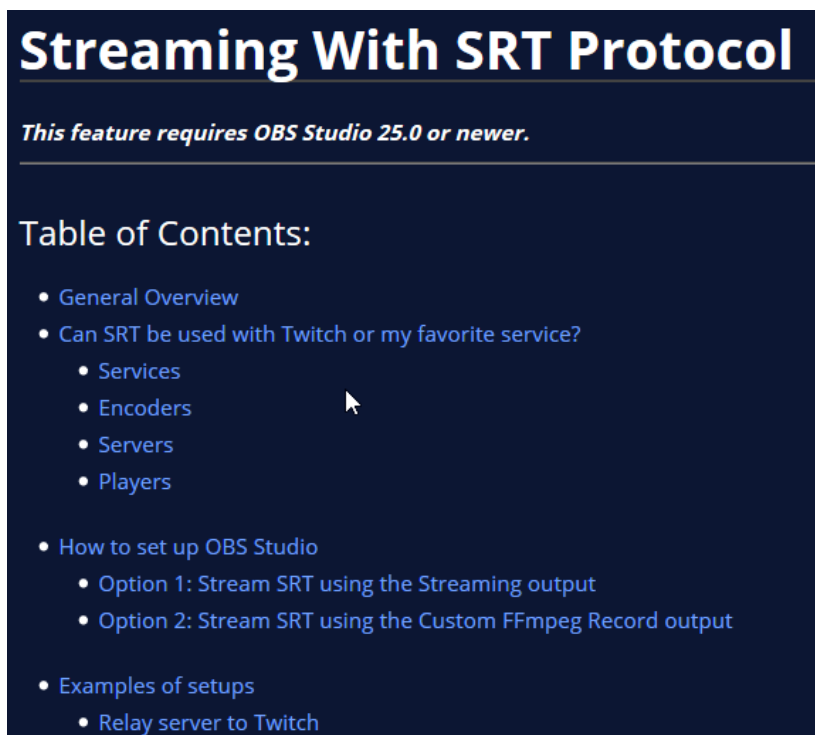 Streaming With SRT Protocol
This feature requires OBS Studio 25.0 or newer.
Table of Contents:
General Overview
Can SRT be used with Twitch or my favorite service?
Services
Encoders
Servers
Players
How to set up OBS Studio
Option 1: Stream SRT using the Streaming output
Option 2: Stream SRT using the Custom FFmpeg Record output
Examples of setups
Relay server to Twitch